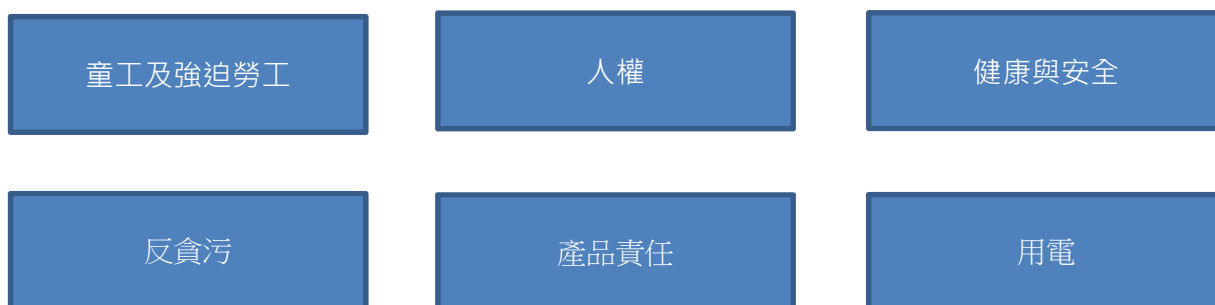 童工及強迫勞工
人權
健康與安全
反貪污
產品責任
用電